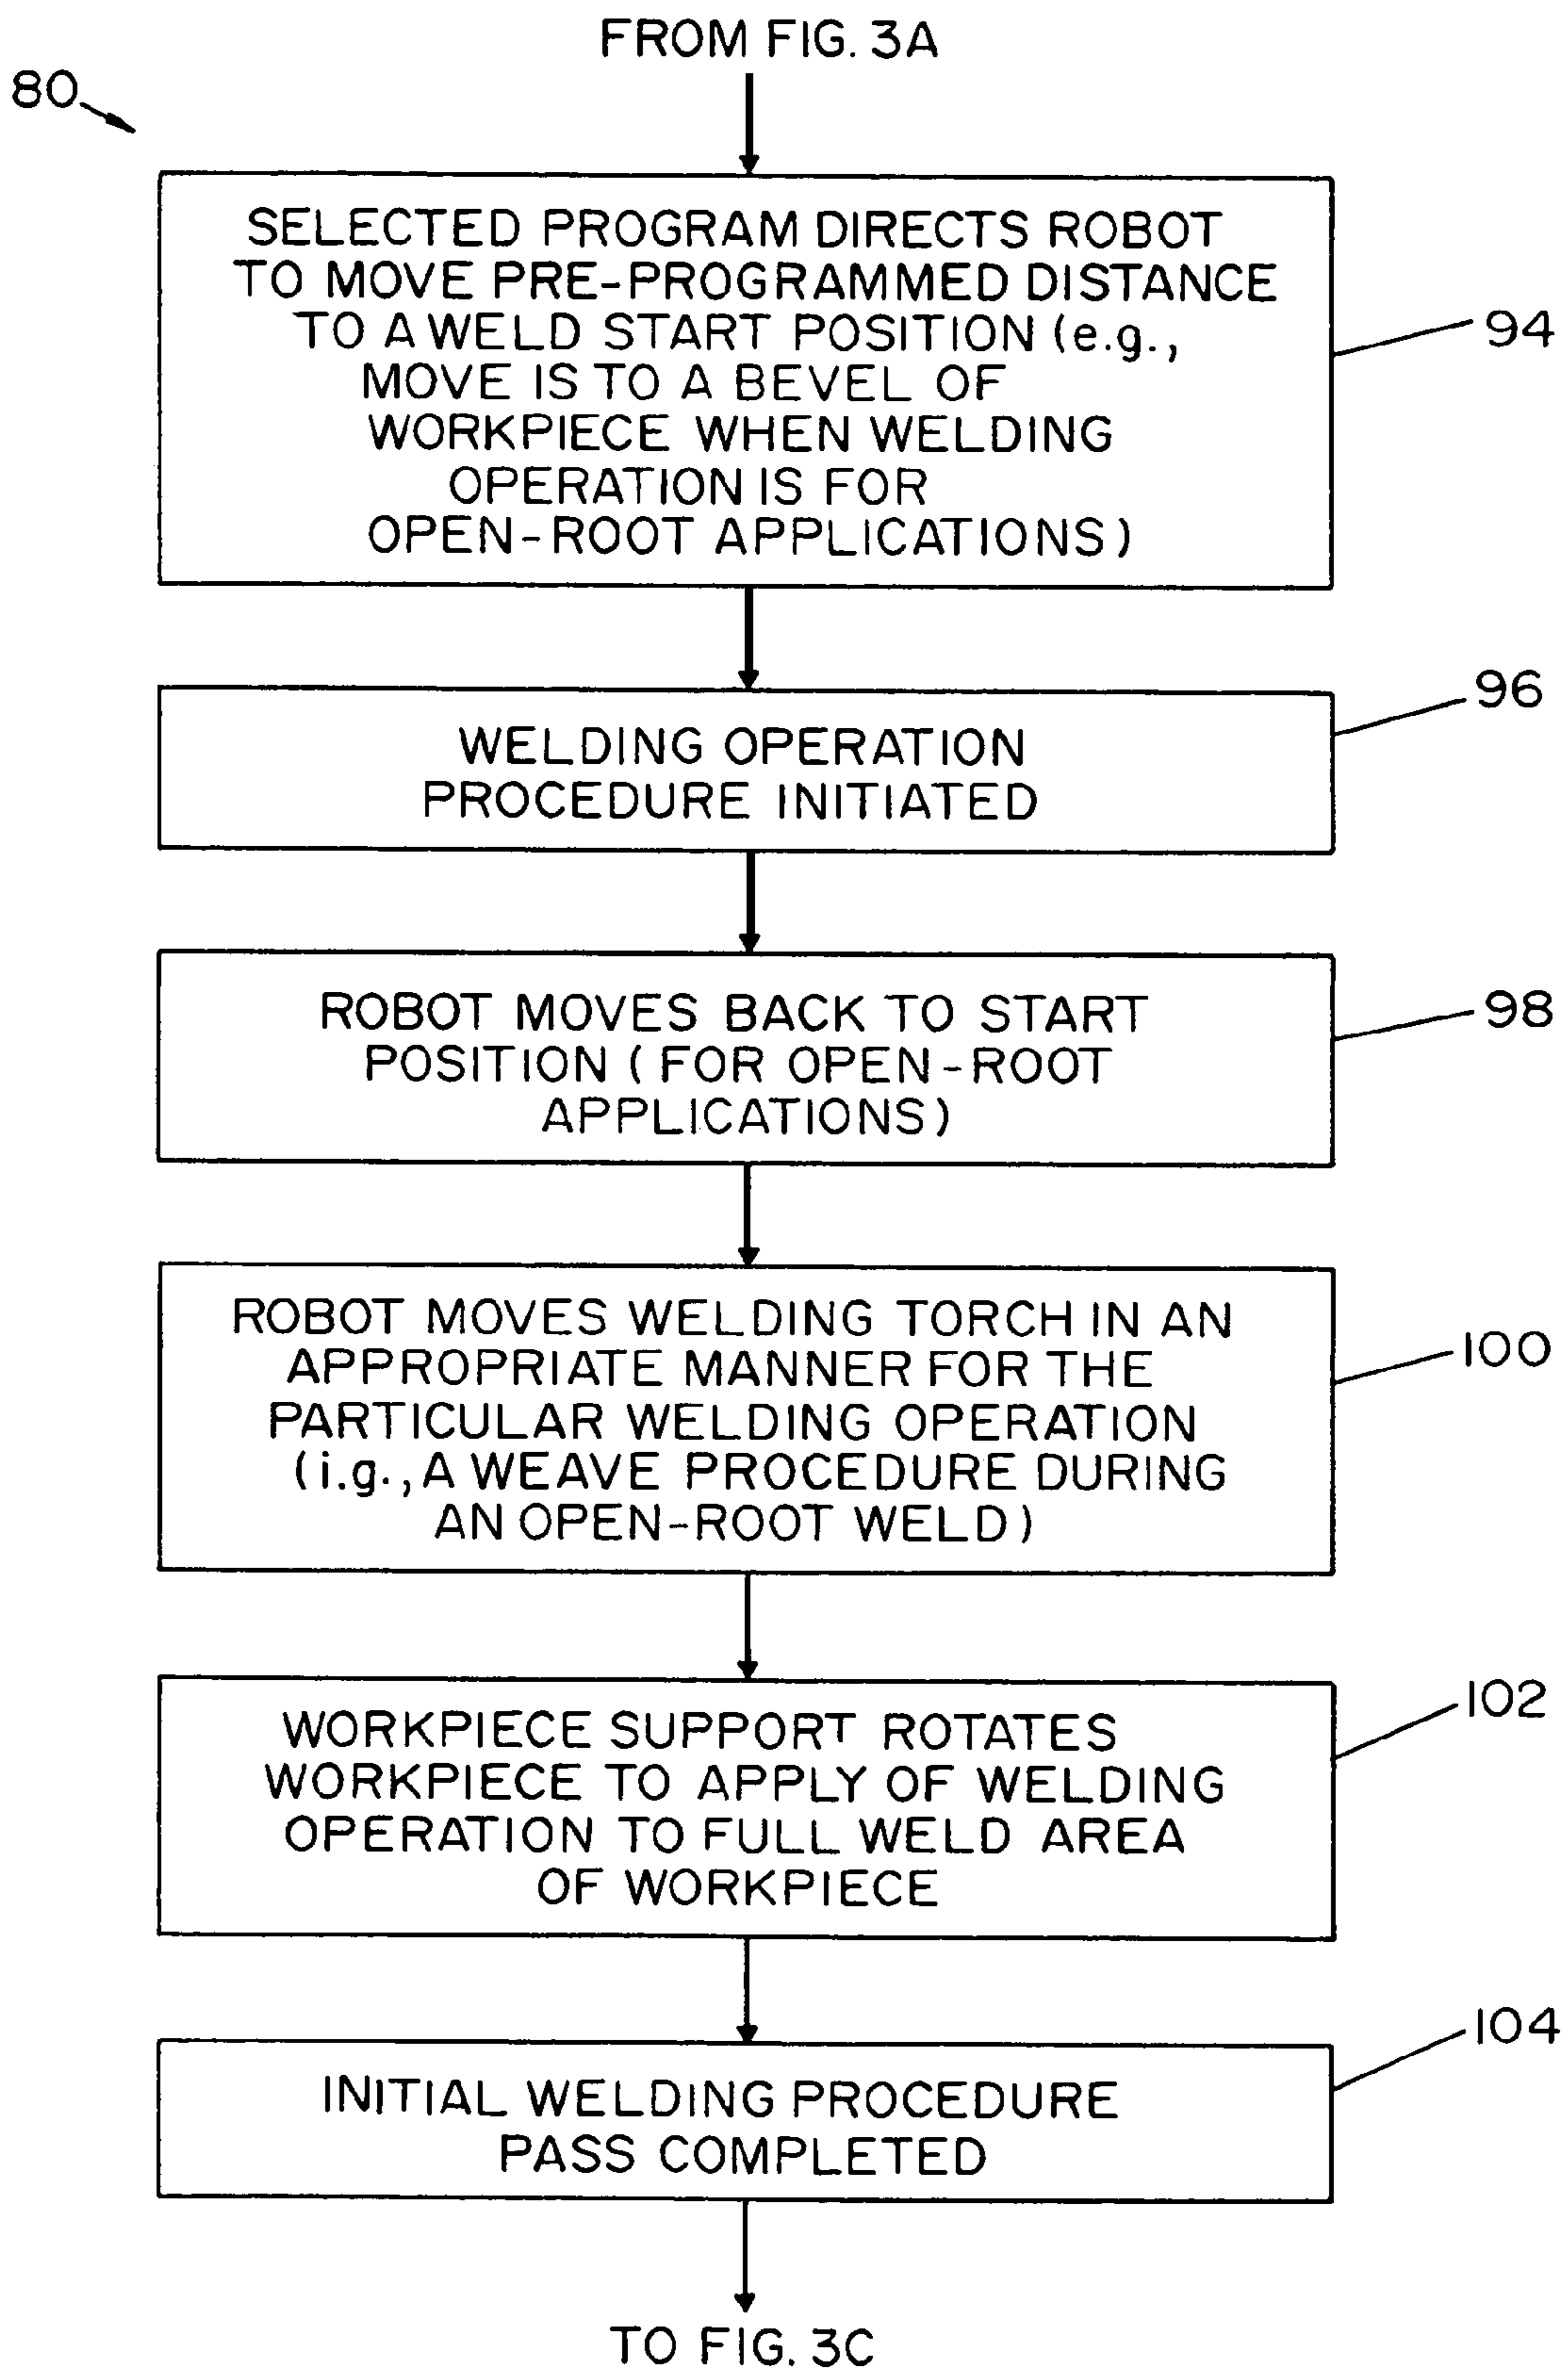 FROM FIG. 3A
80
SELECTED PROGRAM DIRECTS ROBOT
TO MOVE PRE-PROGRAMMED DISTANCE
TO A WELD START POSITION (e.g.,
MOVE IS TO A BEVEL OF
WORKPIECE WHEN WELDING
OPERATION IS FOR
OPEN-ROOT APPLICATIONS)
94
WELDING OPERATION
PROCEDURE INITIATED
96
ROBOT MOVES BACK TO START
POSITION (FOR OPEN-ROOT
APPLICATIONS)
98
ROBOT MOVES WELDING TORCH IN AN
APPROPRIATE MANNER FOR THE
PARTICULAR WELDING OPERATION
(i.g., A WEAVE PROCEDURE DURING
AN OPEN-ROOT WELD)
100
WORKPIECE SUPPORT ROTATES
WORKPIECE TO APPLY OF WELDING
OPERATION TO FULL WELD AREA
OF WORKPIECE
102
INITIAL WELDING PROCEDURE
PASS COMPLETED
104
TO FIG. 3C